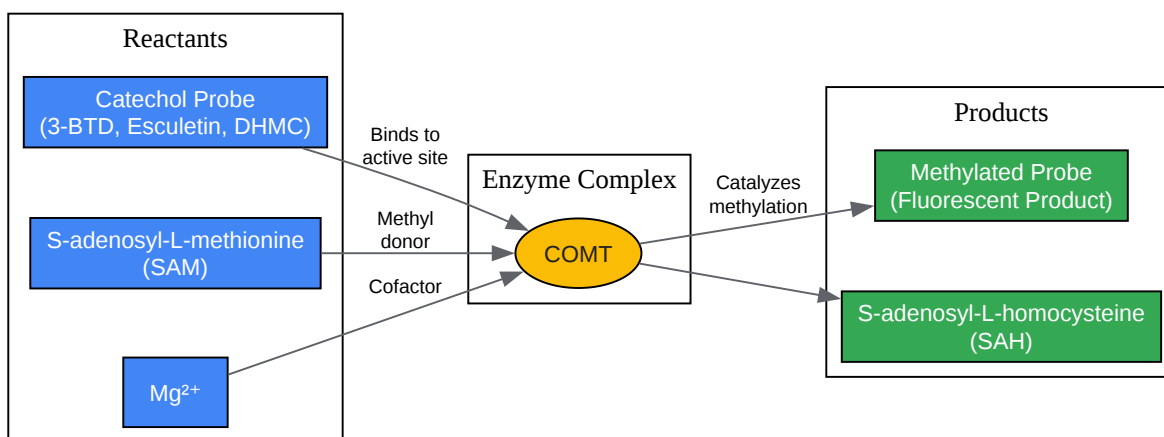 Reactants
Catechol Probe
(3-BTD, Esculetin, DHMC)
S-adenosyl-L-methionine
(SAM)
Mg²⁺
Binds to
active site
Methyl
donor
Cofactor
Enzyme Complex
COMT
Catalyzes
methylation
Products
Methylated Probe
(Fluorescent Product)
S-adenosyl-L-homocysteine
(SAH)